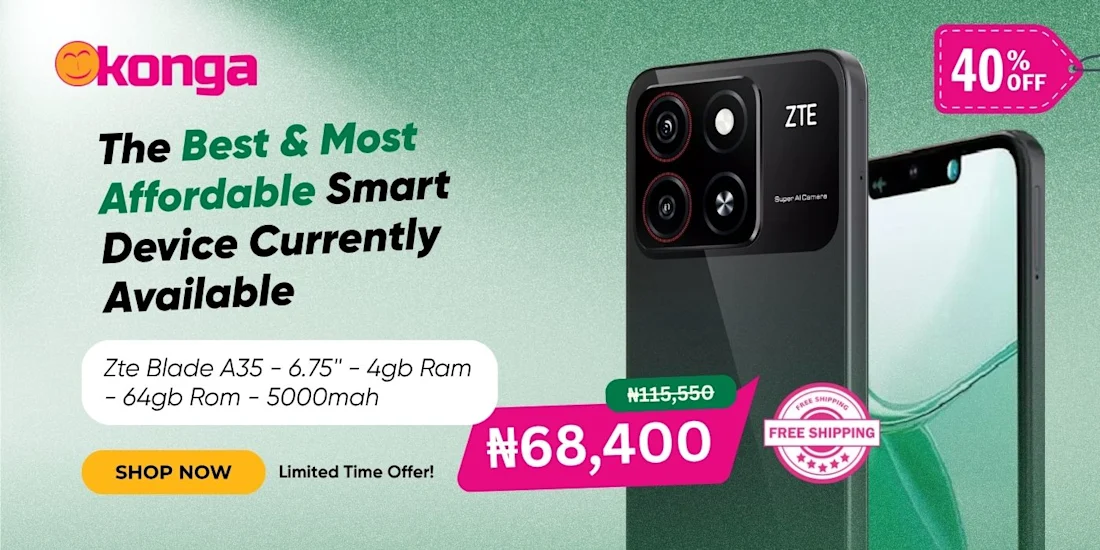 konga
The Best & Most
Affordable Smart
Device Currently
Available
Zte Blade A35 - 6.75" - 4gb Ram
- 64gb Rom - 5000mah
SHOP NOW
Limited Time Offer!
₦115,550
₦68,400
FREE SHIPPING
FREE SHIPPING
ZTE
Super AI Camera
40% OFF